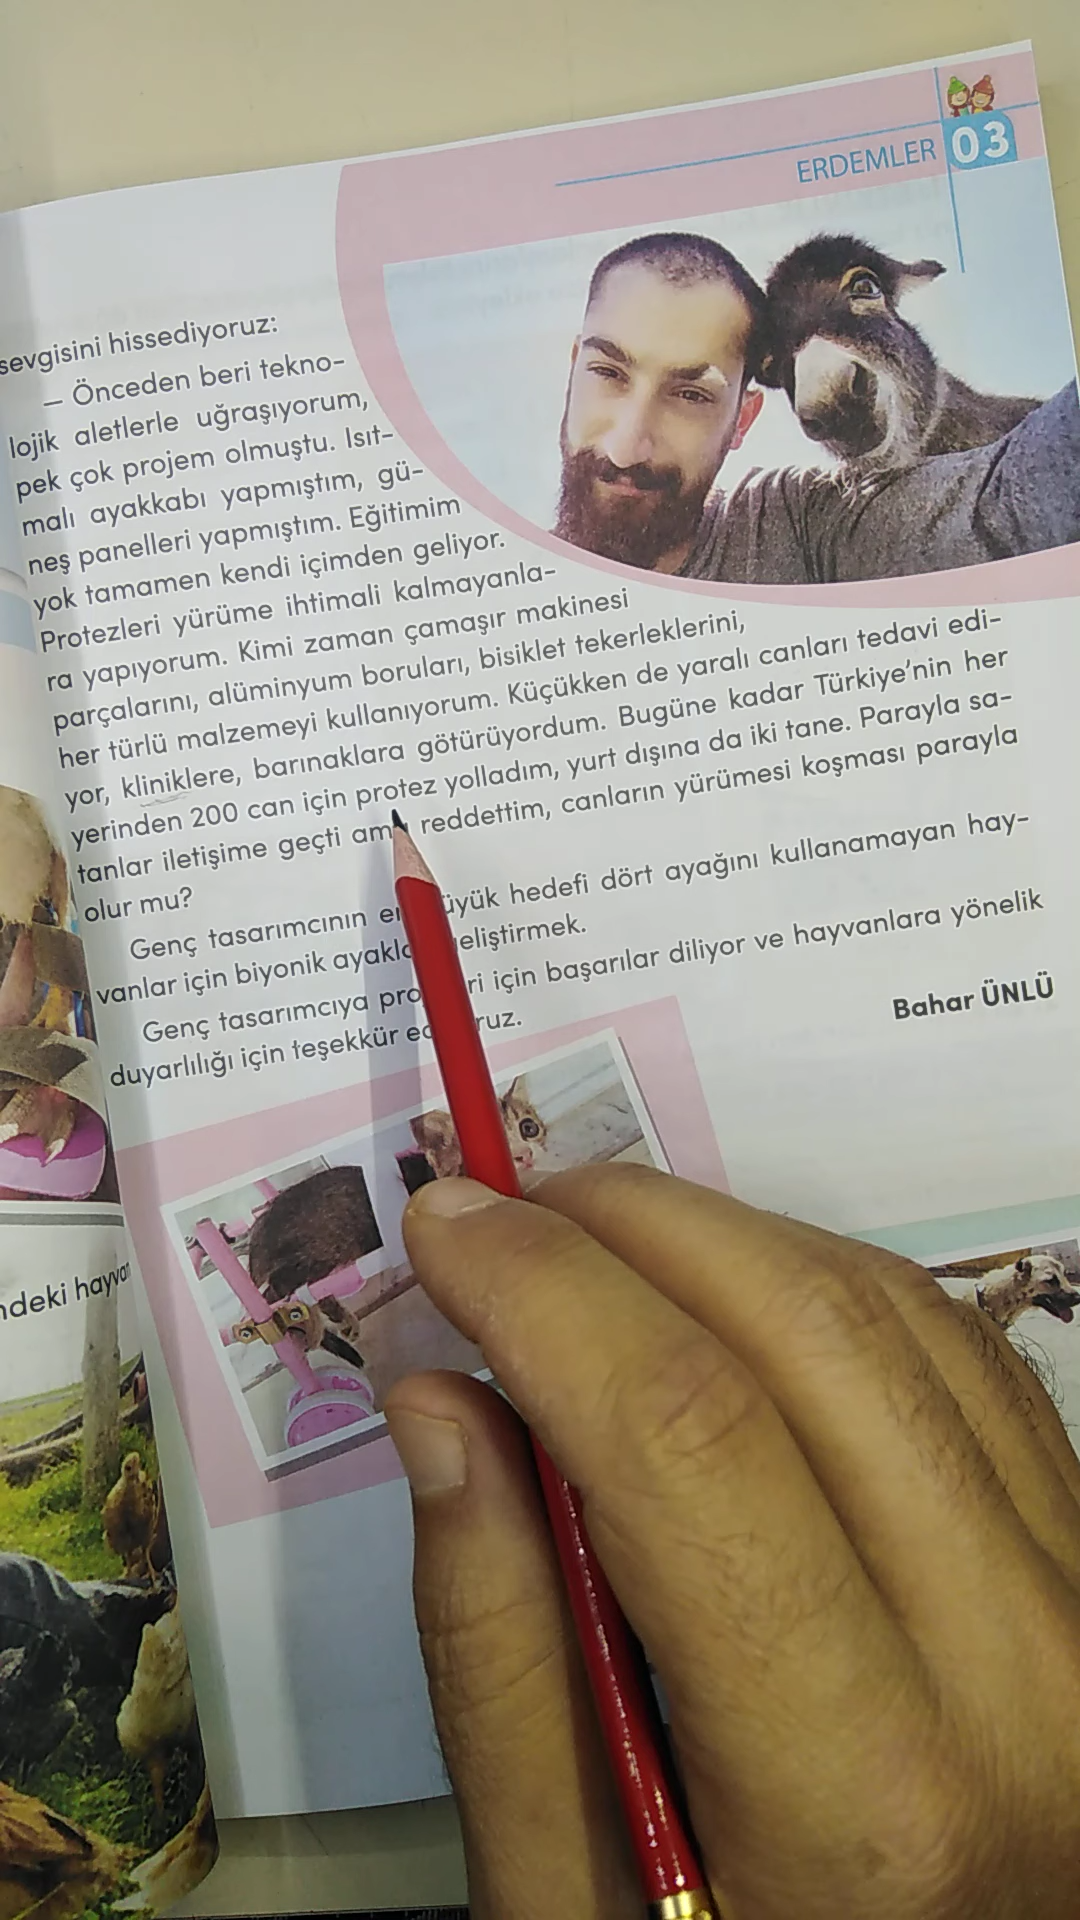 ERDEMLER 03
sevgisini hissediyoruz:
– Önceden beri tekno-
lojik aletlerle uğraşıyorum,
pek çok projem olmuştu. Isıt-
malı ayakkabı yapmıştım, gü-
neş panelleri yapmıştım. Eğitimim
yok tamamen kendi içimden geliyor.
Protezleri yürüme ihtimali kalmayanla-
ra yapıyorum. Kimi zaman çamaşır makinesi
parçalarını, alüminyum boruları, bisiklet tekerleklerini,
her türlü malzemeyi kullanıyorum. Küçükken de yaralı canları tedavi edi-
yor, kliniklere, barınaklara götürüyordum. Bugüne kadar Türkiye'nin her
yerinden 200 can için protez yolladım, yurt dışına da iki tane. Parayla sa-
tanlar iletişime geçti am reddettim, canların yürümesi koşması parayla
olur mu?
Genç tasarımcının e üyük hedefi dört ayağını kullanamayan hay-
vanlar için biyonik ayakla eliştirmek.
Genç tasarımcıya pro ri için başarılar diliyor ve hayvanlara yönelik
duyarlılığı için teşekkür ed ruz.
Bahar ÜNLÜ
ndeki hayva